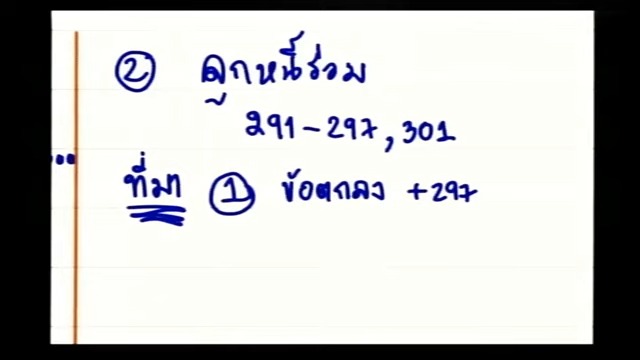 ② ลูกหนี้ร่วม
291 - 297, 301
ที่มา ① ข้อตกลง +297